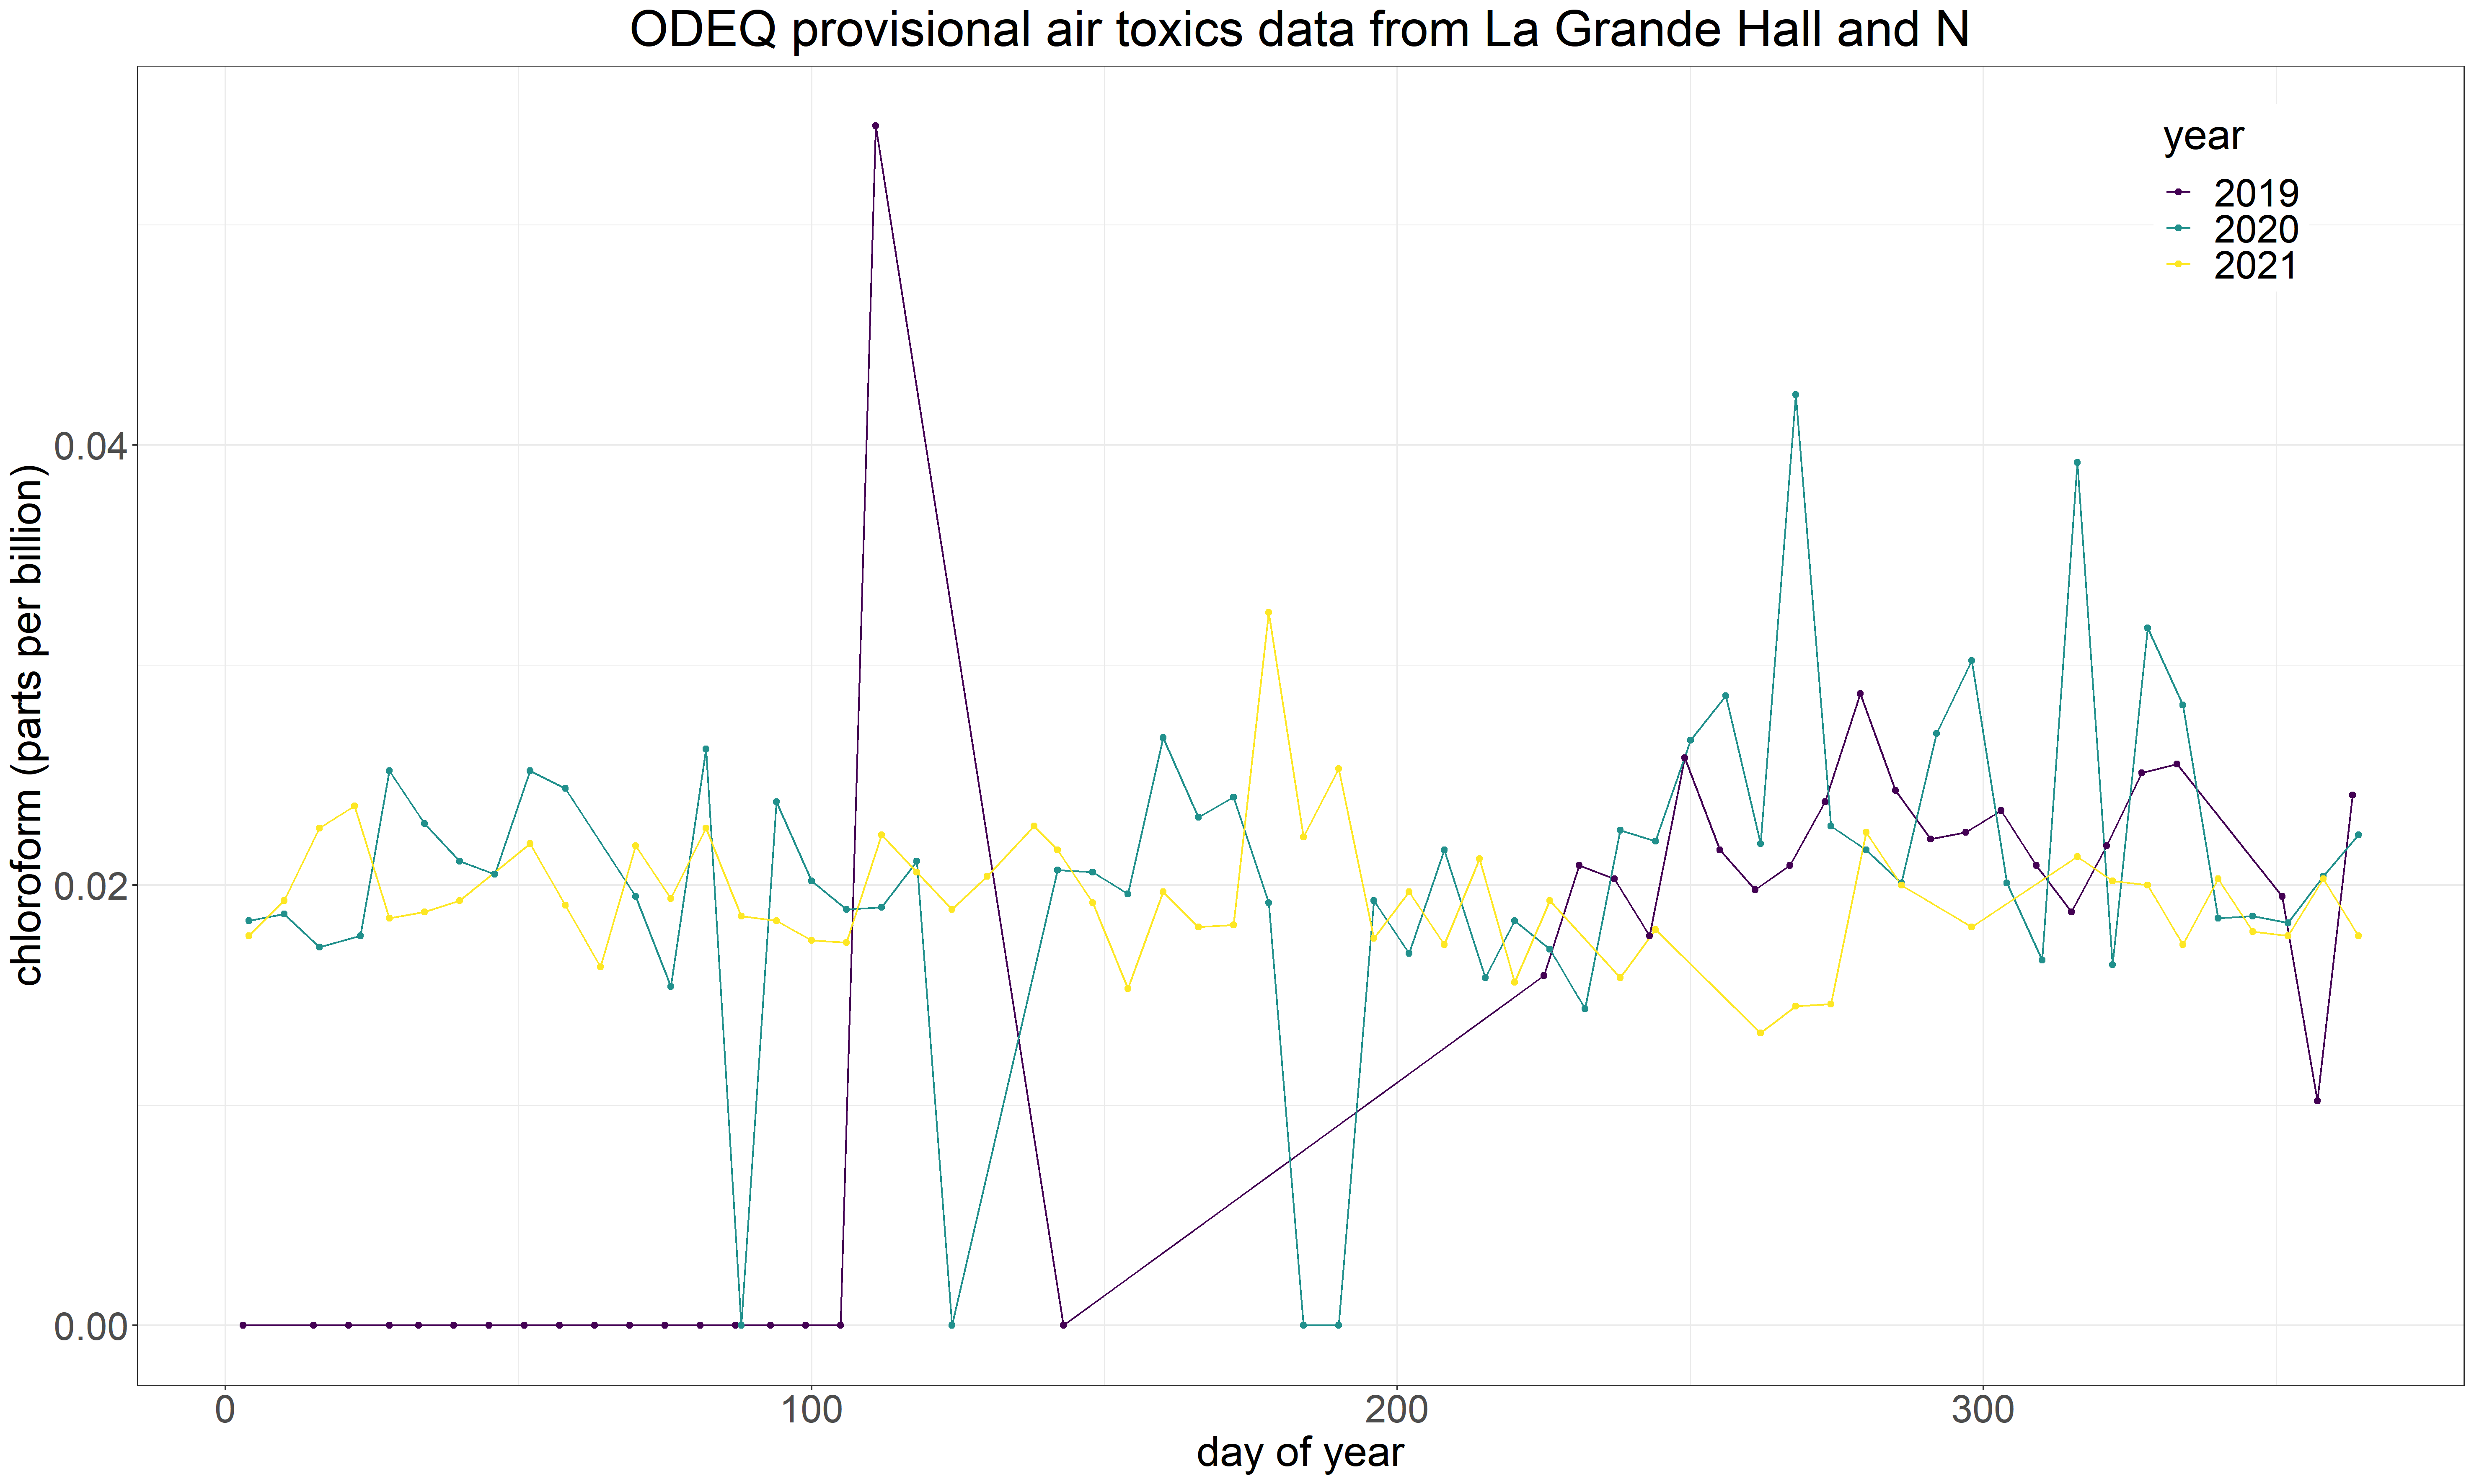 ODEQ provisional air toxics data from La Grande Hall and N
year
2019
2020
2021
chloroform (parts per billion)
0.04
0.02
0.00
0
100
200
300
day of year